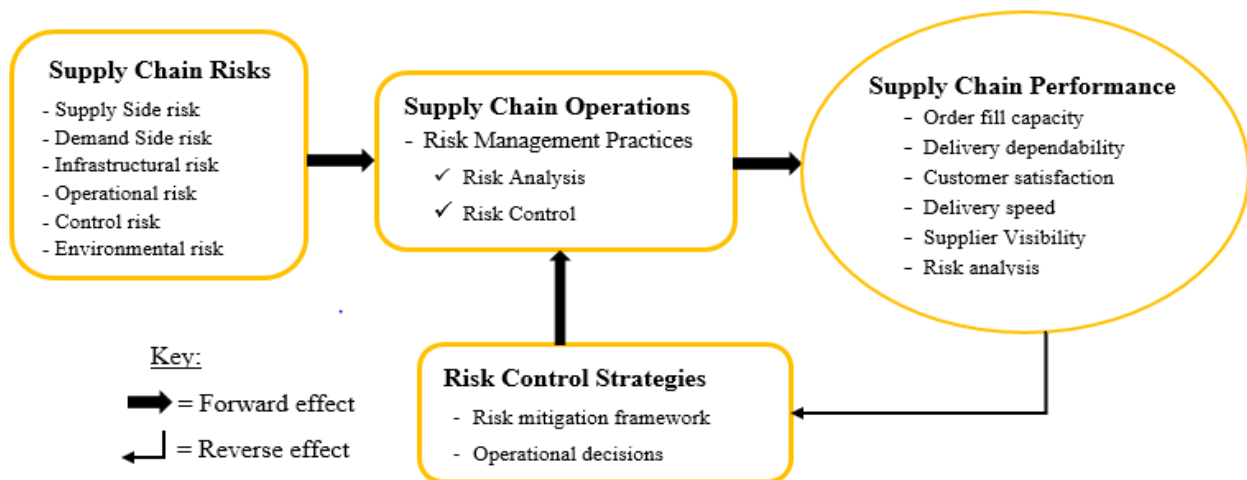 Supply Chain Risks
- Supply Side risk
- Demand Side risk
- Infrastructural risk
- Operational risk
- Control risk
- Environmental risk
Supply Chain Operations
- Risk Management Practices
✓ Risk Analysis
✓ Risk Control
Supply Chain Performance
- Order fill capacity
- Delivery dependability
- Customer satisfaction
- Delivery speed
- Supplier Visibility
- Risk analysis
Key:
= Forward effect
= Reverse effect
Risk Control Strategies
- Risk mitigation framework
- Operational decisions